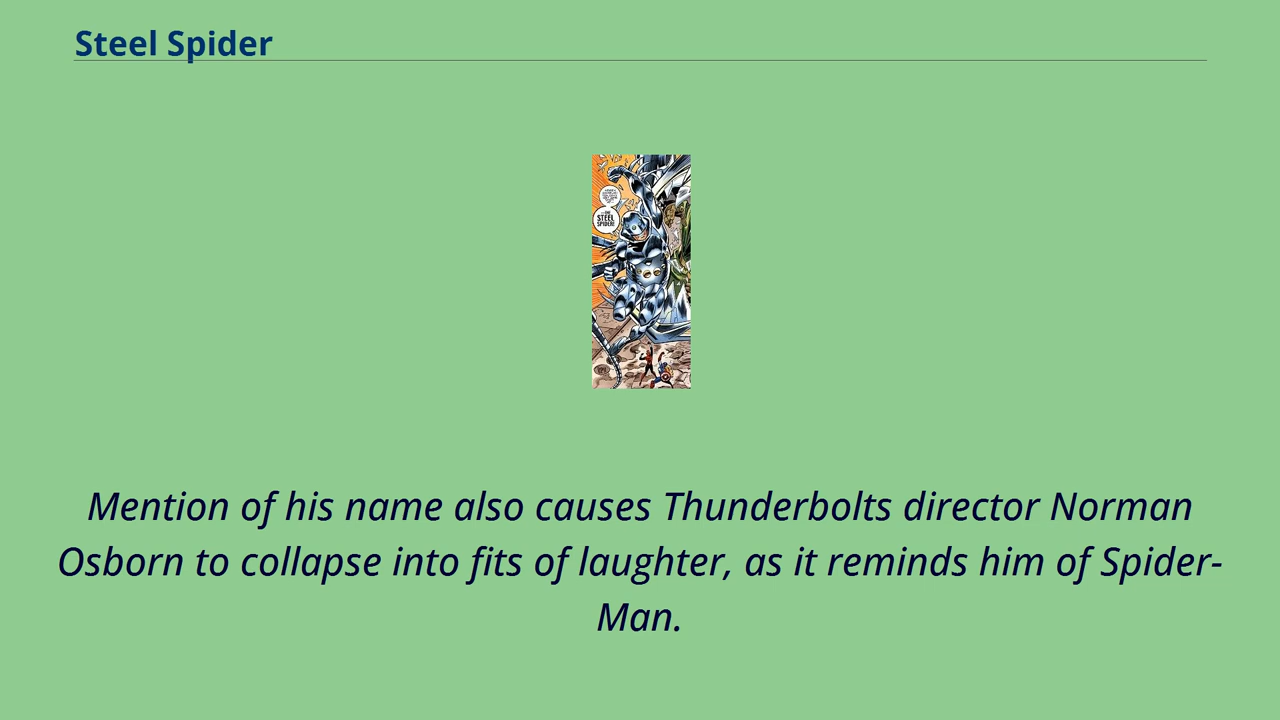 Steel Spider
STEEL
SPIDER!
Mention of his name also causes Thunderbolts director Norman
Osborn to collapse into fits of laughter, as it reminds him of Spider-
Man.